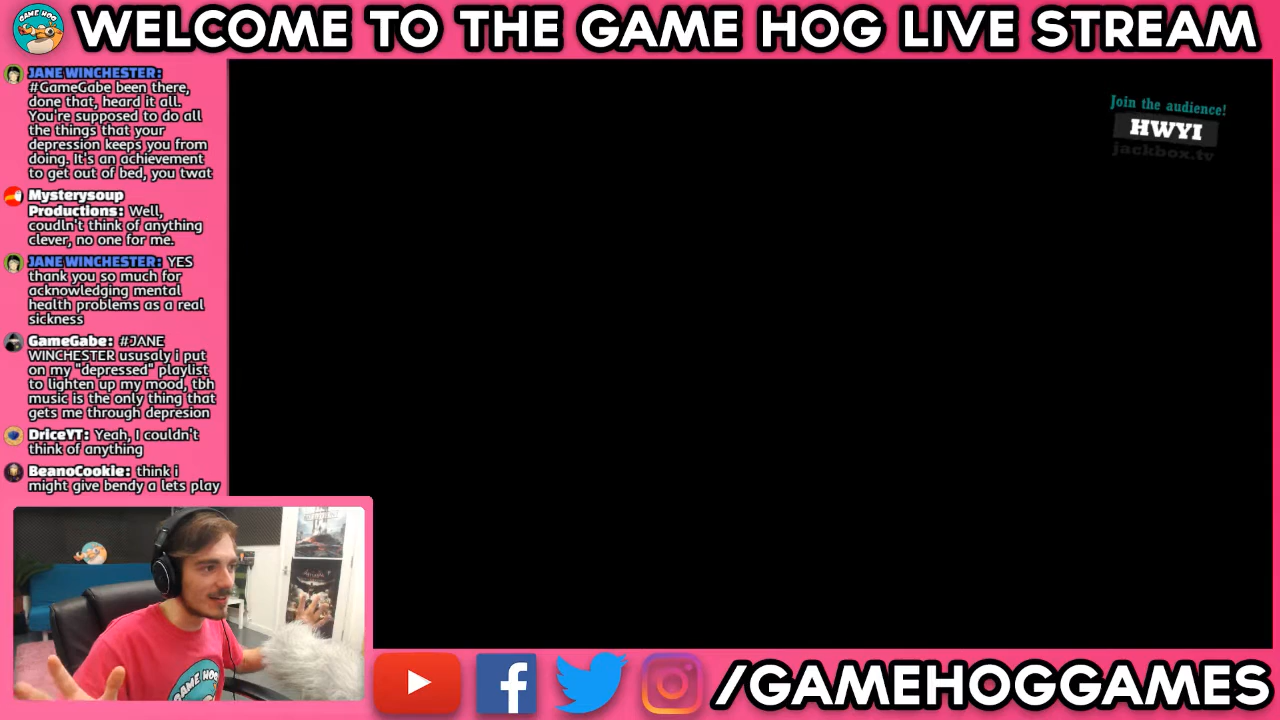 WELCOME TO THE GAME HOG LIVE STREAM
GAME HOG
JANE WINCHESTER:
#GameGabe been there,
done that, heard it all.
You're supposed to do all
the things that your
depression keeps you from
doing. It's an achievement
to get out of bed, you twat
Mysterysoup
Productions: Well,
coudln't think of anything
clever, no one for me.
JANE WINCHESTER: YES
thank you so much for
acknowledging mental
health problems as a real
sickness
GameGabe: #JANE
WINCHESTER ususaly i put
on my "depressed" playlist
to lighten up my mood, tbh
music is the only thing that
gets me through depresion
DriceYT: Yeah, I couldn't
think of anything
BeanoCookie: think i
might give bendy a lets play
Join the audience!
HWYI
jackbox.tv
GAME HOG
/GAMEHOGGAMES